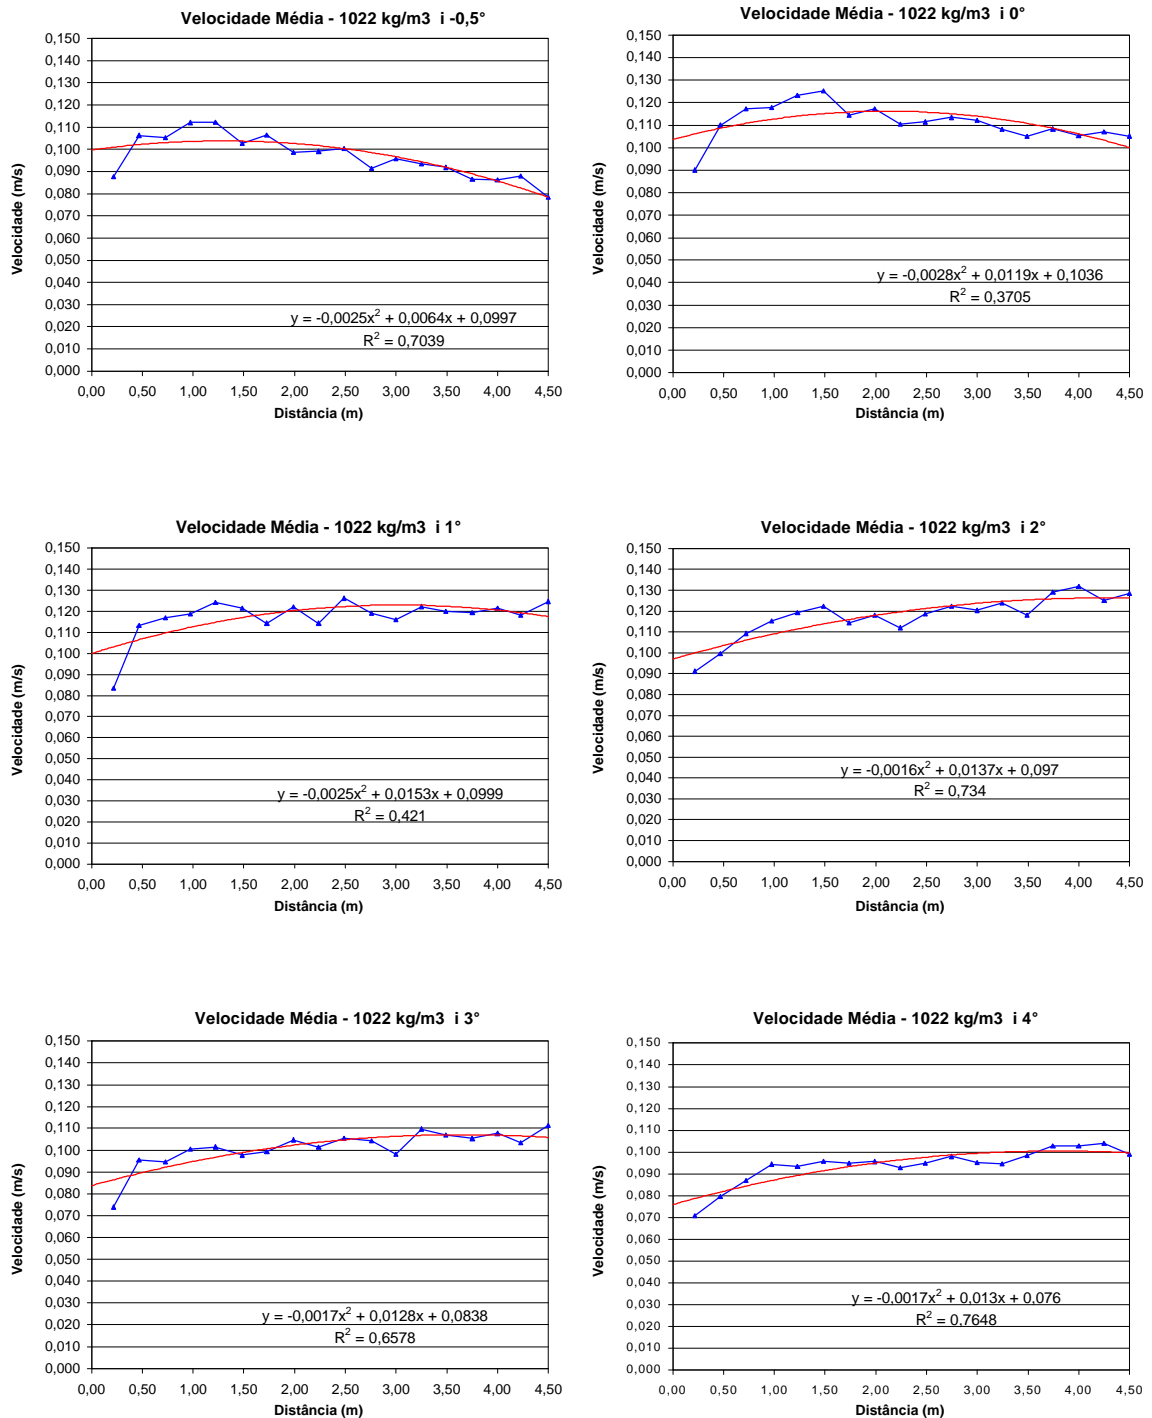 Velocidade Média - 1022 kg/m3  i -0,5°
0,150
0,140
0,130
0,120
0,110
0,100
0,090
0,080
0,070
0,060
0,050
0,040
0,030
0,020
0,010
0,000
Velocidade (m/s)
y = -0,0025x² + 0,0064x + 0,0997
R² = 0,7039
0,00 0,50 1,00 1,50 2,00 2,50 3,00 3,50 4,00 4,50
Distância (m)
Velocidade Média - 1022 kg/m3  i 0°
0,150
0,140
0,130
0,120
0,110
0,100
0,090
0,080
0,070
0,060
0,050
0,040
0,030
0,020
0,010
0,000
Velocidade (m/s)
y = -0,0028x² + 0,0119x + 0,1036
R² = 0,3705
0,00 0,50 1,00 1,50 2,00 2,50 3,00 3,50 4,00 4,50
Distância (m)
Velocidade Média - 1022 kg/m3  i 1°
0,150
0,140
0,130
0,120
0,110
0,100
0,090
0,080
0,070
0,060
0,050
0,040
0,030
0,020
0,010
0,000
Velocidade (m/s)
y = -0,0025x² + 0,0153x + 0,0999
R² = 0,421
0,00 0,50 1,00 1,50 2,00 2,50 3,00 3,50 4,00 4,50
Distância (m)
Velocidade Média - 1022 kg/m3  i 2°
0,150
0,140
0,130
0,120
0,110
0,100
0,090
0,080
0,070
0,060
0,050
0,040
0,030
0,020
0,010
0,000
Velocidade (m/s)
y = -0,0016x² + 0,0137x + 0,097
R² = 0,734
0,00 0,50 1,00 1,50 2,00 2,50 3,00 3,50 4,00 4,50
Distância (m)
Velocidade Média - 1022 kg/m3  i 3°
0,150
0,140
0,130
0,120
0,110
0,100
0,090
0,080
0,070
0,060
0,050
0,040
0,030
0,020
0,010
0,000
Velocidade (m/s)
y = -0,0017x² + 0,0128x + 0,0838
R² = 0,6578
0,00 0,50 1,00 1,50 2,00 2,50 3,00 3,50 4,00 4,50
Distância (m)
Velocidade Média - 1022 kg/m3  i 4°
0,150
0,140
0,130
0,120
0,110
0,100
0,090
0,080
0,070
0,060
0,050
0,040
0,030
0,020
0,010
0,000
Velocidade (m/s)
y = -0,0017x² + 0,013x + 0,076
R² = 0,7648
0,00 0,50 1,00 1,50 2,00 2,50 3,00 3,50 4,00 4,50
Distância (m)